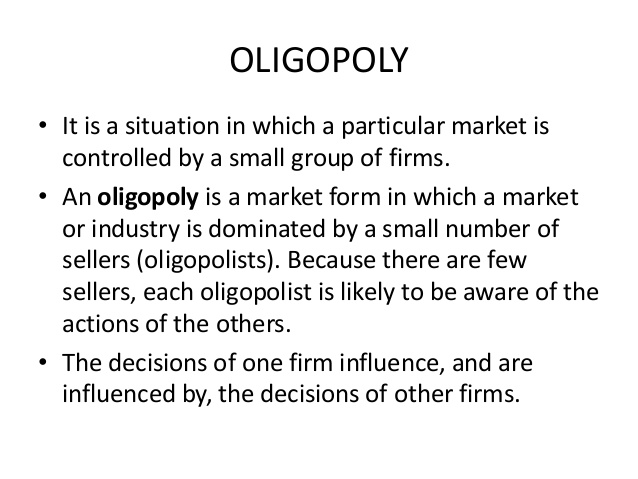 OLIGOPOLY
• It is a situation in which a particular market is
controlled by a small group of firms.
• An oligopoly is a market form in which a market
or industry is dominated by a small number of
sellers (oligopolists). Because there are few
sellers, each oligopolist is likely to be aware of the
actions of the others.
• The decisions of one firm influence, and are
influenced by, the decisions of other firms.